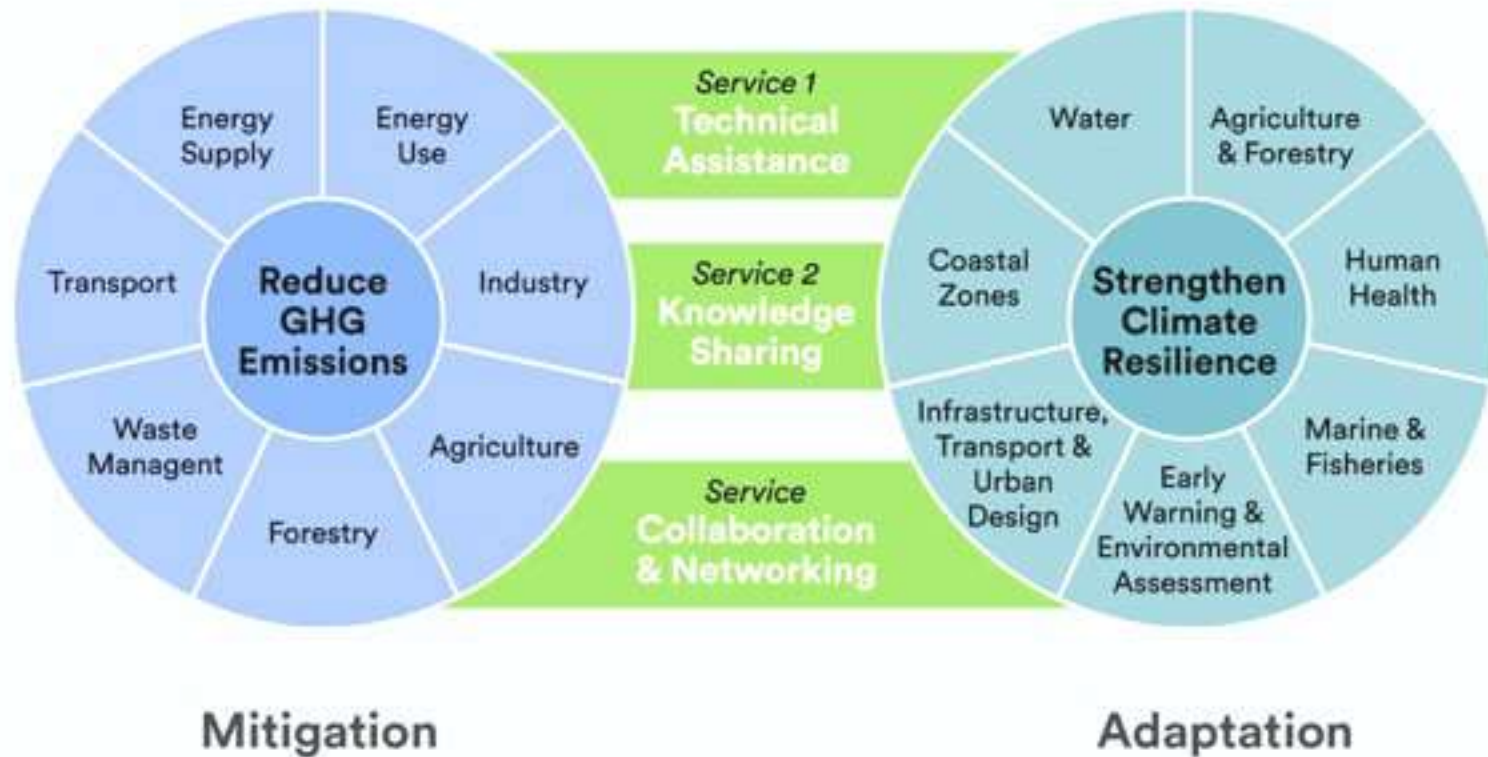 Energy
Supply
Energy
Use
Industry
Agriculture
Forestry
Waste
Managent
Transport
Reduce
GHG
Emissions
Service 1
Technical
Assistance
Service 2
Knowledge
Sharing
Service
Collaboration
& Networking
Water
Agriculture
& Forestry
Human
Health
Marine &
Fisheries
Early
Warning &
Environmental
Assessment
Infrastructure,
Transport &
Urban
Design
Coastal
Zones
Strengthen
Climate
Resilience
Mitigation
Adaptation